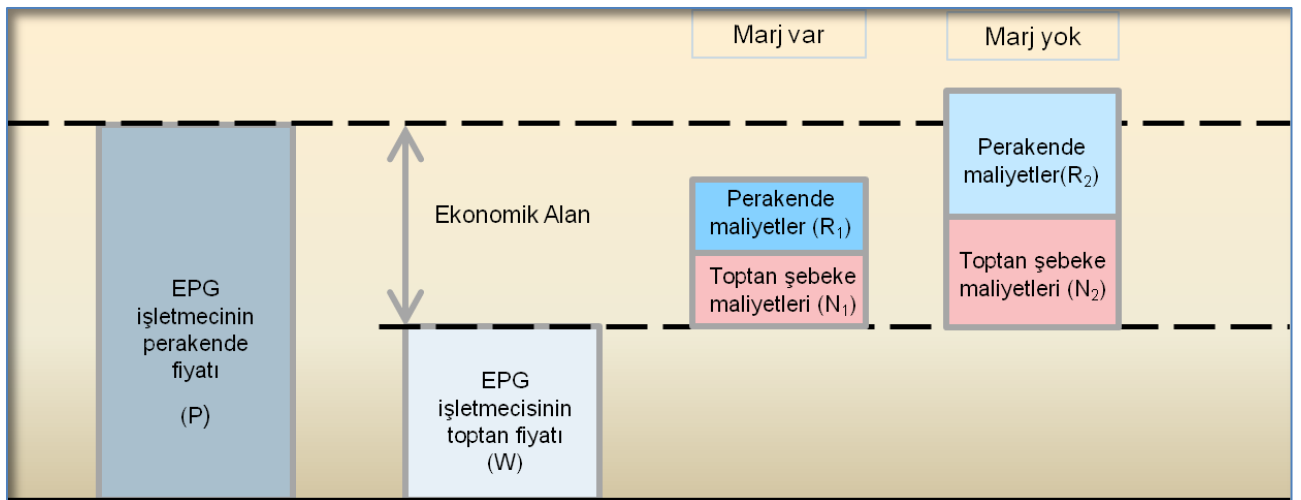 Marj var
Marj yok
EPG
işletmecinin
perakende
fiyatı
(P)
Ekonomik Alan
EPG
işletmecisinin
toptan fiyatı
(W)
Perakende
maliyetler (R₁)
Toptan şebeke
maliyetleri (N₁)
Perakende
maliyetler(R₂)
Toptan şebeke
maliyetleri (N₂)